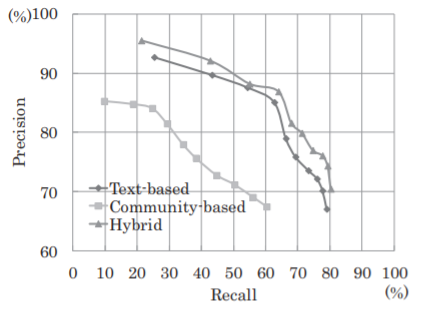 (%)100
90
80
70
60
Precision
Text-based
Community-based
Hybrid
0 10 20 30 40 50 60 70 80 90 100
Recall
(%)